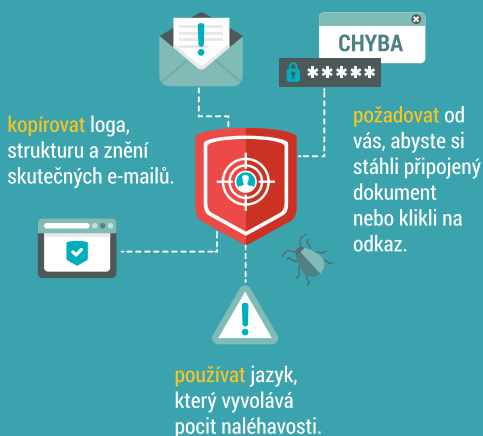 CHYBA
*****
kopírovat loga,
strukturu a znění
skutečných e-mailů.
požadovat od
vás, abyste si
stáhli připojený
dokument
nebo klikli na
odkaz.
používat jazyk,
který vyvolává
pocit naléhavosti.